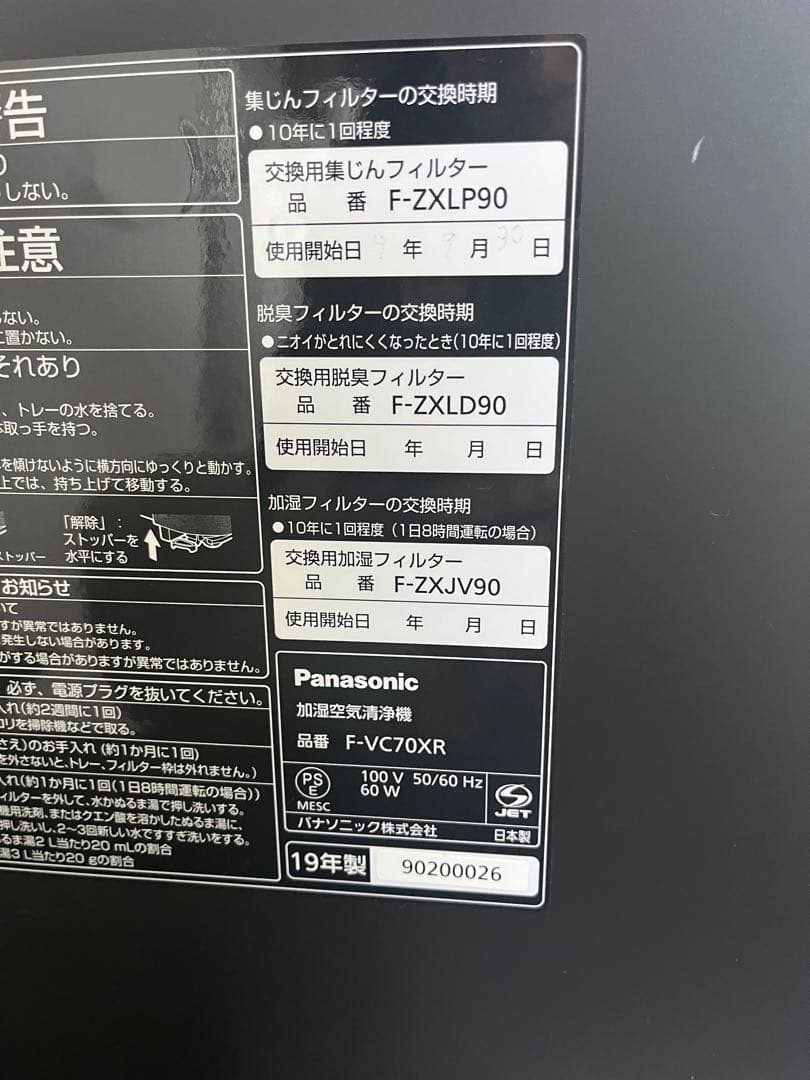 告
しない。
注意
ない。
に置かない。
それあり
、トレーの水を捨てる。
本取っ手を持つ。
を傾けないように横方向にゆっくりと動かす。
上では、持ち上げて移動する。
「解除」:
ストッパーを
水平にする
ストッパー
お知らせ
いて
すが異常ではありません。
発生しない場合があります。
がする場合がありますが異常ではありません。
必ず、電源プラグを抜いてください。
入れ(約2週間に1回)
コリを掃除機などで取る。
さえ)のお手入れ (約1か月に1回)
を外さないと、トレー、フィルター枠は外れません。)
入れ(約1か月に1回(1日8時間運転の場合))
ィルターを外して、水かぬるま湯で押し洗いする。
機用洗剤、またはクエン酸を溶かしたぬるま湯に、
押し洗いし、2~3回新しい水ですすぎ洗いをする。
るま湯2 L当たり20 mLの割合
湯3 L当たり20 gの割合
集じんフィルターの交換時期
●10年に1回程度
交換用集じんフィルター
品 番 F-ZXLP90
使用開始日 年 9 月 30 日
脱臭フィルターの交換時期
●ニオイがとれにくくなったとき(10年に1回程度)
交換用脱臭フィルター
品 番 F-ZXLD90
使用開始日 年 月 日
加湿フィルターの交換時期
●10年に1回程度(1日8時間運転の場合)
交換用加湿フィルター
品 番 F-ZXJV90
使用開始日 年 月 日
Panasonic
加湿空気清浄機
品番 F-VC70XR
PS
E
MESC
100 V 50/60 Hz
60 W
JET
パナソニック株式会社 日本製
19年製 90200026